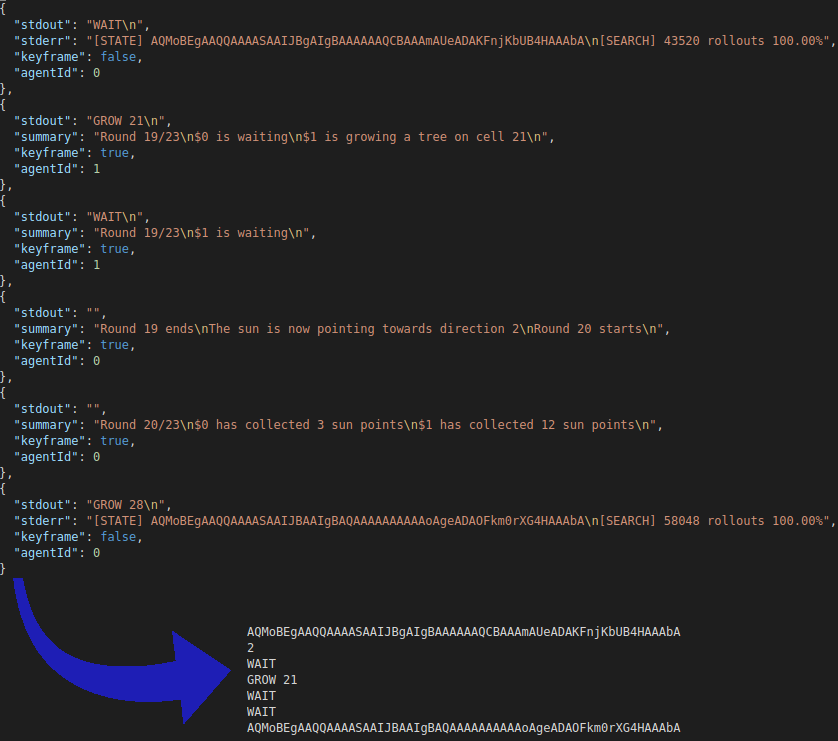 {
"stdout": "WAIT\n",
"stderr": "[STATE] AQMoBEgAAQQAAAASAAIJBgAIgBAAAAAAQCBAAAmAUeADAKFnjKbUB4HAAAbA\n[SEARCH] 43520 rollouts 100.00%",
"keyframe": false,
"agentId": 0
},
{
"stdout": "GROW 21\n",
"summary": "Round 19/23\n$0 is waiting\n$1 is growing a tree on cell 21\n",
"keyframe": true,
"agentId": 1
},
{
"stdout": "WAIT\n",
"summary": "Round 19/23\n$1 is waiting\n",
"keyframe": true,
"agentId": 1
},
{
"stdout": "",
"summary": "Round 19 ends\nThe sun is now pointing towards direction 2\nRound 20 starts\n",
"keyframe": true,
"agentId": 0
},
{
"stdout": "",
"summary": "Round 20/23\n$0 has collected 3 sun points\n$1 has collected 12 sun points\n",
"keyframe": true,
"agentId": 0
},
{
"stdout": "GROW 28\n",
"stderr": "[STATE] AQMoBEgAAQQAAAASAAIJBAAIgBAQAAAAAAAAAAoAgeADAOFkm0rXG4HAAAbA\n[SEARCH] 58048 rollouts 100.00%",
"keyframe": false,
"agentId": 0
}
AQMoBEgAAQQAAAASAAIJBgAIgBAAAAAAQCBAAAmAUeADAKFnjKbUB4HAAAbA
2
WAIT
GROW 21
WAIT
WAIT
AQMoBEgAAQQAAAASAAIJBAAIgBAQAAAAAAAAAAoAgeADAOFkm0rXG4HAAAbA